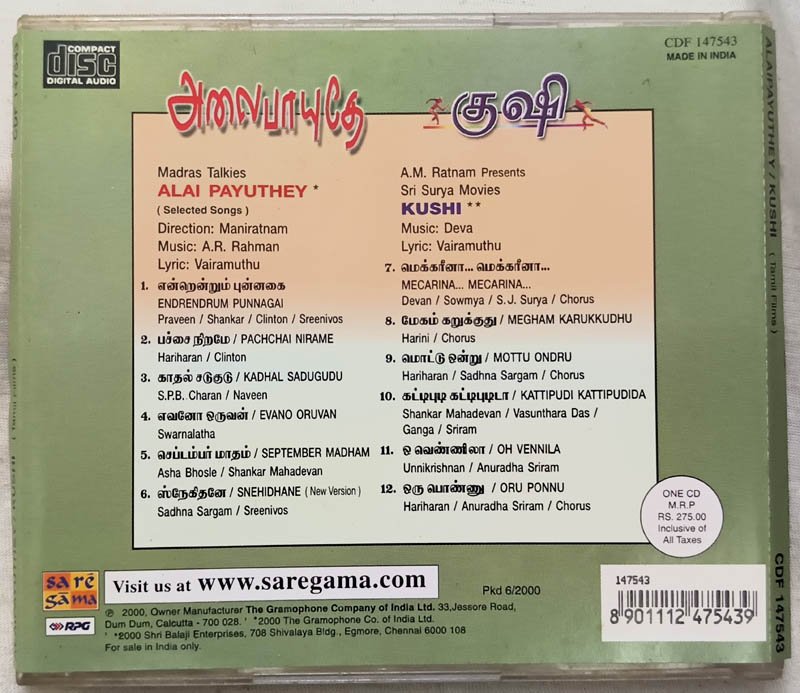 COMPACT
disc
DIGITAL AUDIO
CDF 147543
MADE IN INDIA
அலைபாயுதே
குஷி
Madras Talkies
ALAI PAYUTHEY *
( Selected Songs )
Direction: Maniratnam
Music: A.R. Rahman
Lyric: Vairamuthu
1. என்றென்றும் புன்னகை
ENDRENDRUM PUNNAGAI
Praveen / Shankar / Clinton / Sreenivos
2. பச்சை நிறமே / PACHCHAI NIRAME
Hariharan / Clinton
3. காதல் சடுகுடு / KADHAL SADUGUDU
S.P.B. Charan / Naveen
4. எவனோ ஒருவன் / EVANO ORUVAN
Swarnalatha
5. செப்டம்பர் மாதம் / SEPTEMBER MADHAM
Asha Bhosle / Shankar Mahadevan
6. ஸ்நேகிதனே / SNEHIDHANE ( New Version )
Sadhna Sargam / Sreenivos
A.M. Ratnam Presents
Sri Surya Movies
KUSHI **
Music: Deva
Lyric: Vairamuthu
7. மெக்கரீனா... மெக்கரீனா...
MECARINA... MECARINA...
Devan / Sowmya / S.J. Surya / Chorus
8. மேகம் கறுக்குது / MEGHAM KARUKKUDHU
Harini / Chorus
9. மொட்டு ஒன்று / MOTTU ONDRU
Hariharan / Sadhna Sargam / Chorus
10. கட்டிபுடி கட்டிபுடிடா / KATTIPUDI KATTIPUDIDA
Shankar Mahadevan / Vasunthara Das /
Ganga / Sriram
11. ஓ வெண்ணிலா / OH VENNILA
Unnikrishnan / Anuradha Sriram
12. ஒரு பொண்ணு / ORU PONNU
Hariharan / Anuradha Sriram / Chorus
ONE CD
M.R.P
RS. 275.00
Inclusive of
All Taxes
sa rē
gā ma
RPG
Visit us at www.saregama.com
Pkd 6/2000
℗ 2000, Owner Manufacturer The Gramophone Company of India Ltd. 33,Jessore Road,
Dum Dum, Calcutta - 700 028. ' *2000 The Gramophone Co. of India Ltd.
' *2000 Shri Balaji Enterprises, 708 Shivalaya Bldg., Egmore, Chennai 6000 108
For sale in India only.
147543
8 901112 475439
ALAIPAYUTHEY / KUSHI ( Tamil Films )
CDF 147543
CDF 147543
ALAIPAYUTHEY / KUSHI ( Tamil Films )